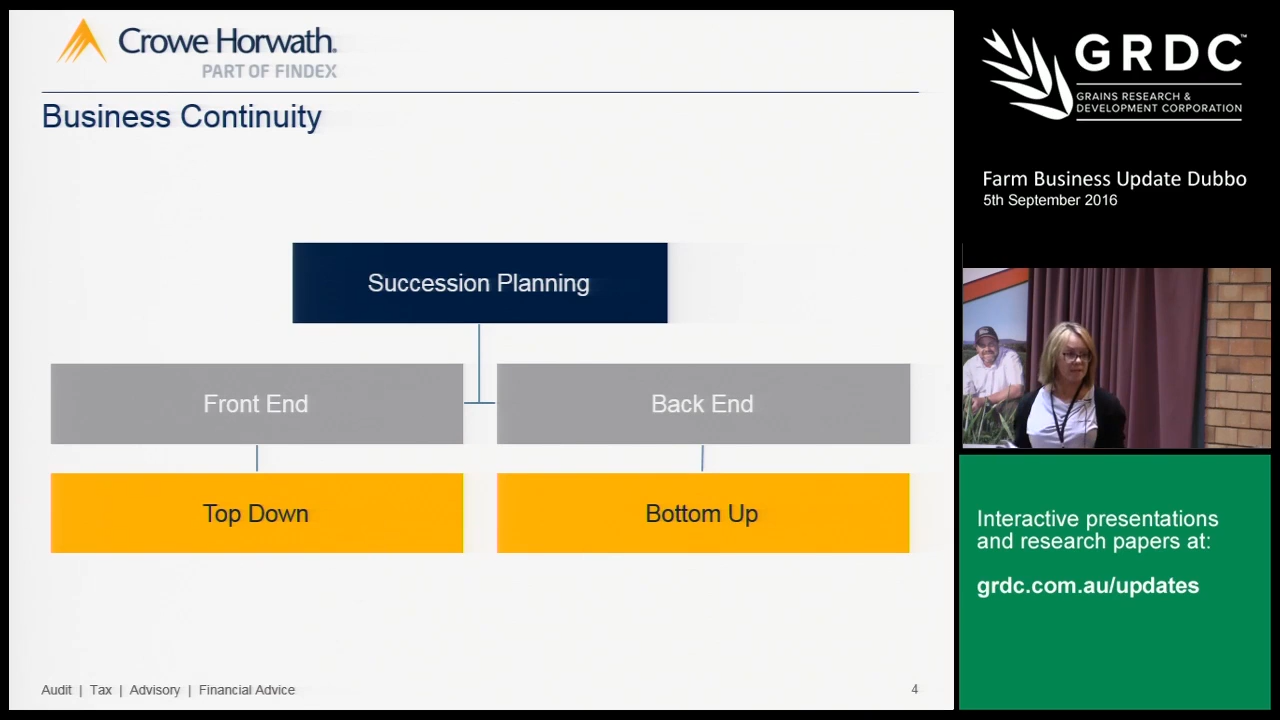 Crowe Horwath.
PART OF FINDEX
Business Continuity
Succession Planning
Front End
Back End
Top Down
Bottom Up
Audit | Tax | Advisory | Financial Advice
4
GRDC™
GRAINS RESEARCH &
DEVELOPMENT CORPORATION
Farm Business Update Dubbo
5th September 2016
Interactive presentations
and research papers at:
grdc.com.au/updates